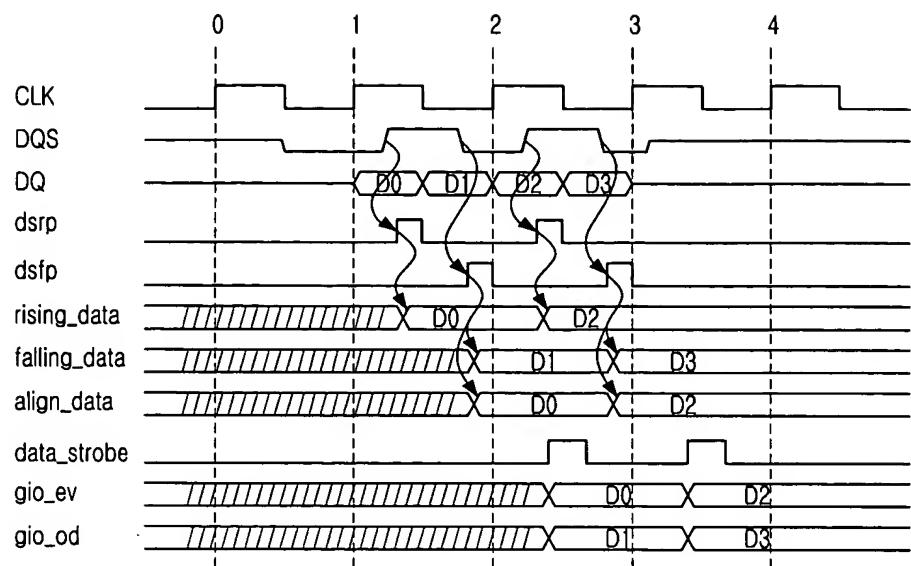 0 1 2 3 4
CLK
DQS
DQ D0 D1 D2 D3
dsrp
dsfp
rising_data D0 D2
falling_data D1 D3
align_data D0 D2
data_strobe
gio_ev D0 D2
gio_od D1 D3